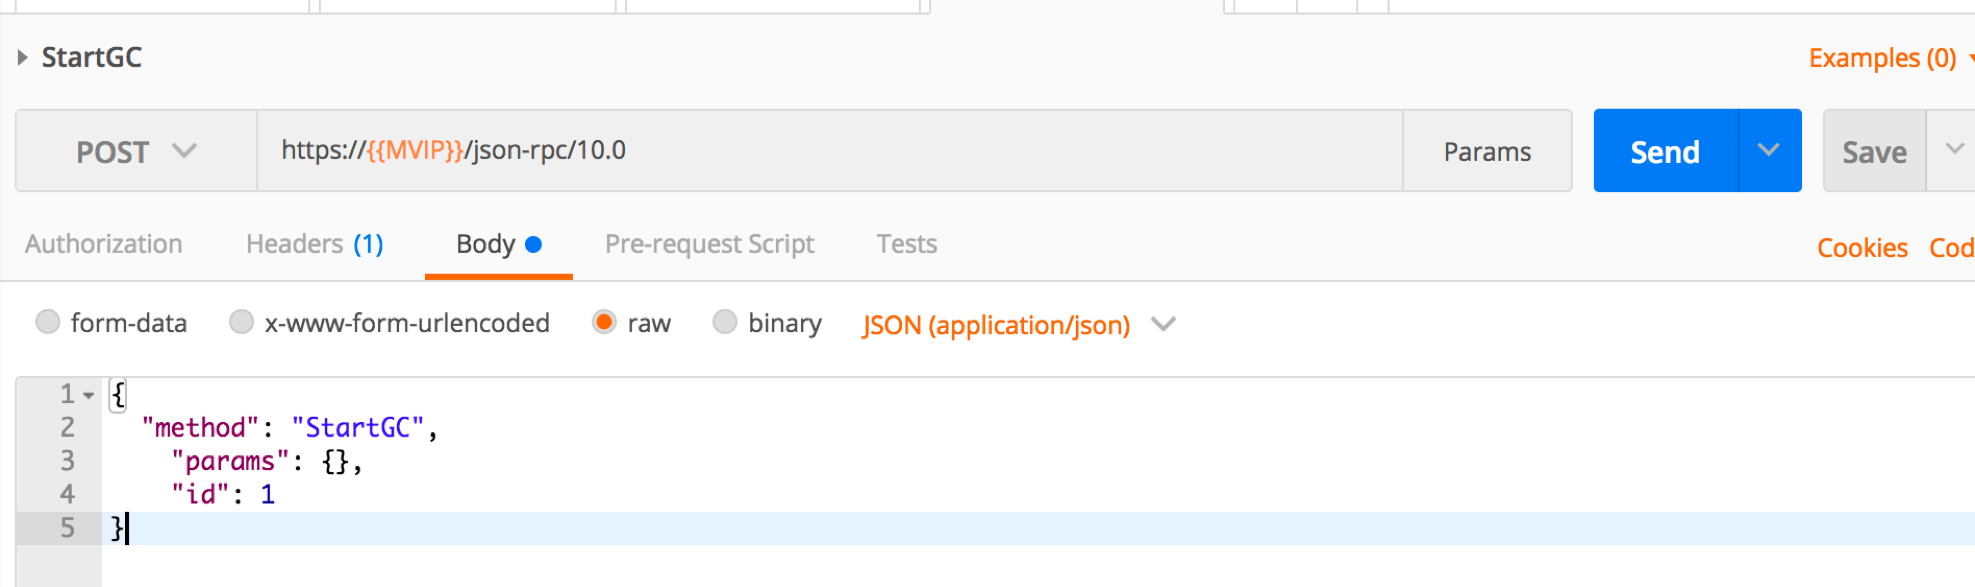 StartGC
Examples (0)
POST https://{{MVIP}}/json-rpc/10.0 Params Send Save
Authorization Headers (1) Body Pre-request Script Tests Cookies Cod
form-data x-www-form-urlencoded raw binary JSON (application/json)
1 {
2 "method": "StartGC",
3 "params": {},
4 "id": 1
5 }